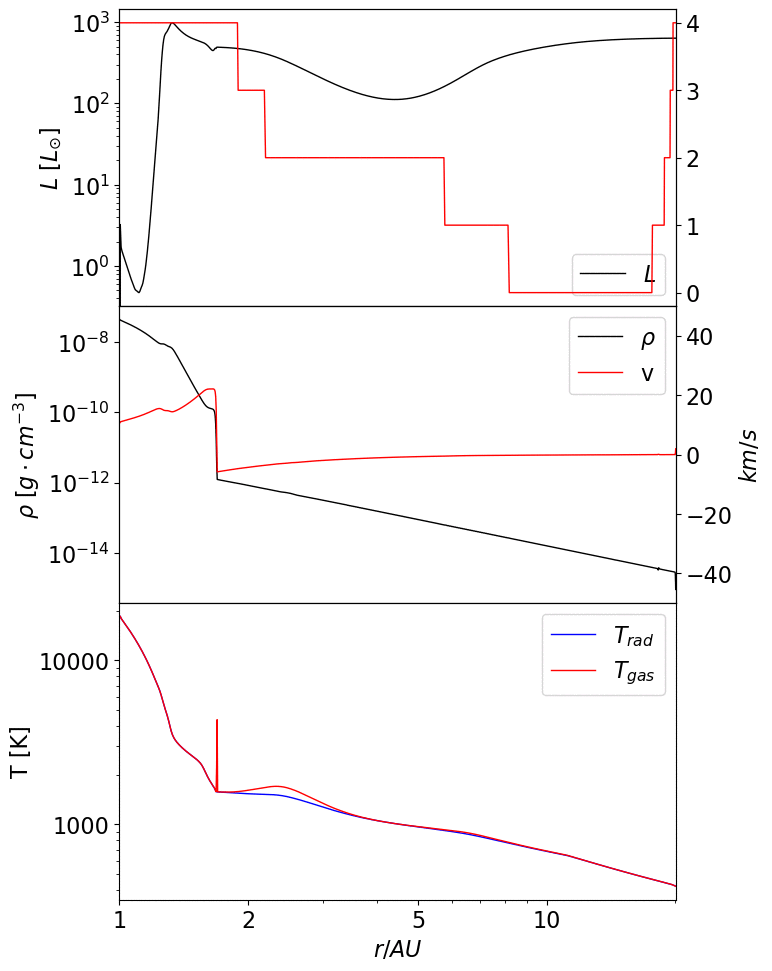 10³
10²
10¹
10⁰
L [L⊙]
4
3
2
1
0
L
10⁻⁸
10⁻¹⁰
10⁻¹²
10⁻¹⁴
ρ [g · cm⁻³]
ρ
v
40
20
0
−20
−40
km/s
10000
1000
T [K]
T_rad
T_gas
1
2
5
10
r/AU